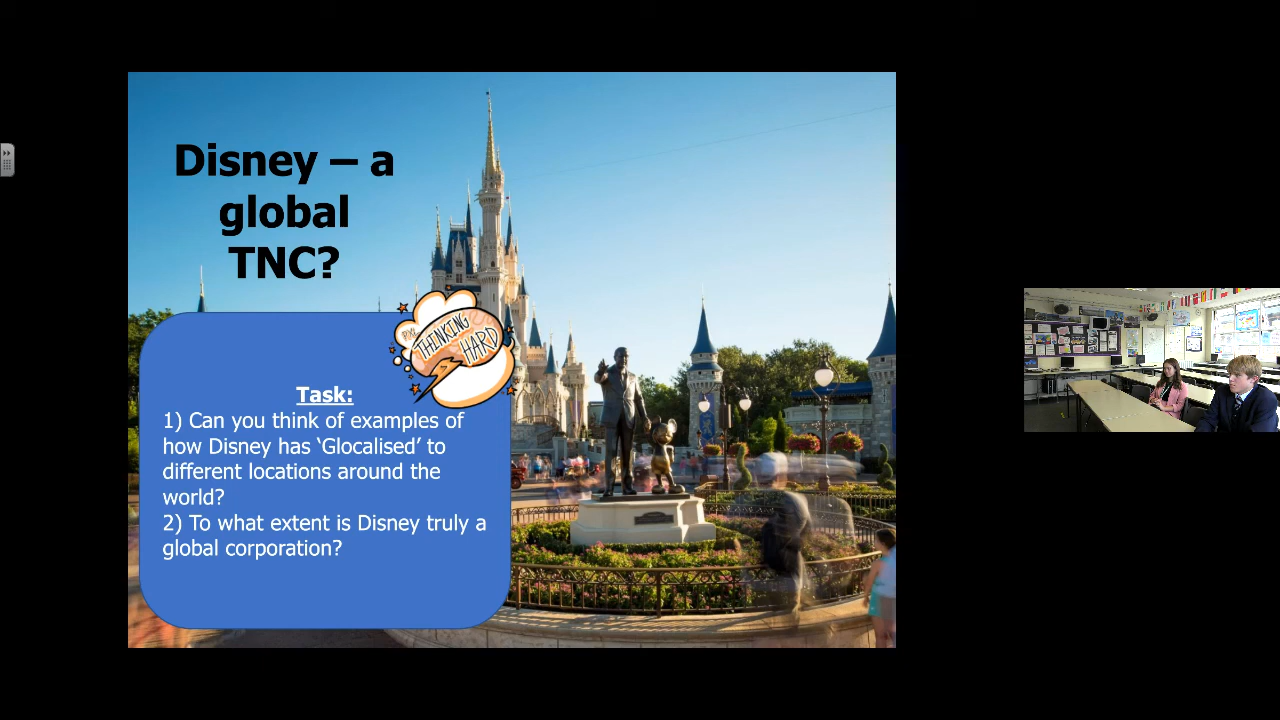 Disney – a
global
TNC?
THINKING
HARD
Task:
1) Can you think of examples of
how Disney has ‘Glocalised’ to
different locations around the
world?
2) To what extent is Disney truly a
global corporation?